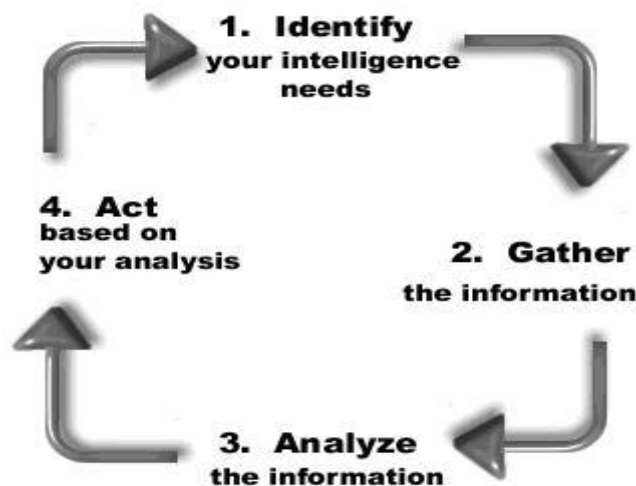 1. Identify
your intelligence
needs
4. Act
based on
your analysis
2. Gather
the information
3. Analyze
the information